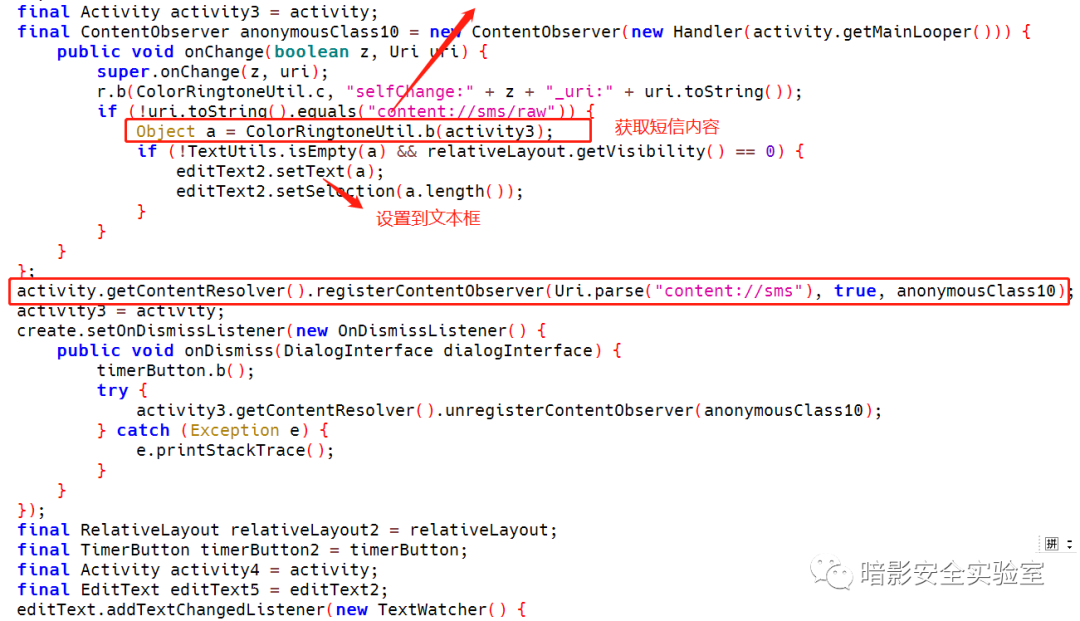 final Activity activity3 = activity;
final ContentObserver anonymousClass10 = new ContentObserver(new Handler(activity.getMainLooper())) {
public void onChange(boolean z, Uri uri) {
super.onChange(z, uri);
r.b(ColorRingtoneUtil.c, "selfChange:" + z + "_uri:" + uri.toString());
if (!uri.toString().equals("content://sms/raw")) {
Object a = ColorRingtoneUtil.b(activity3); 获取短信内容
if (!TextUtils.isEmpty(a) && relativeLayout.getVisibility() == 0) {
editText2.setText(a);
editText2.setSelection(a.length());
} 设置到文本框
}
}
};
activity.getContentResolver().registerContentObserver(Uri.parse("content://sms"), true, anonymousClass10);
activity3 = activity;
create.setOnDismissListener(new OnDismissListener() {
public void onDismiss(DialogInterface dialogInterface) {
timerButton.b();
try {
activity3.getContentResolver().unregisterContentObserver(anonymousClass10);
} catch (Exception e) {
e.printStackTrace();
}
}
});
final RelativeLayout relativeLayout2 = relativeLayout;
final TimerButton timerButton2 = timerButton;
final Activity activity4 = activity;
final EditText editText5 = editText2;
editText.addTextChangedListener(new TextWatcher() {
拼
暗影安全实验室